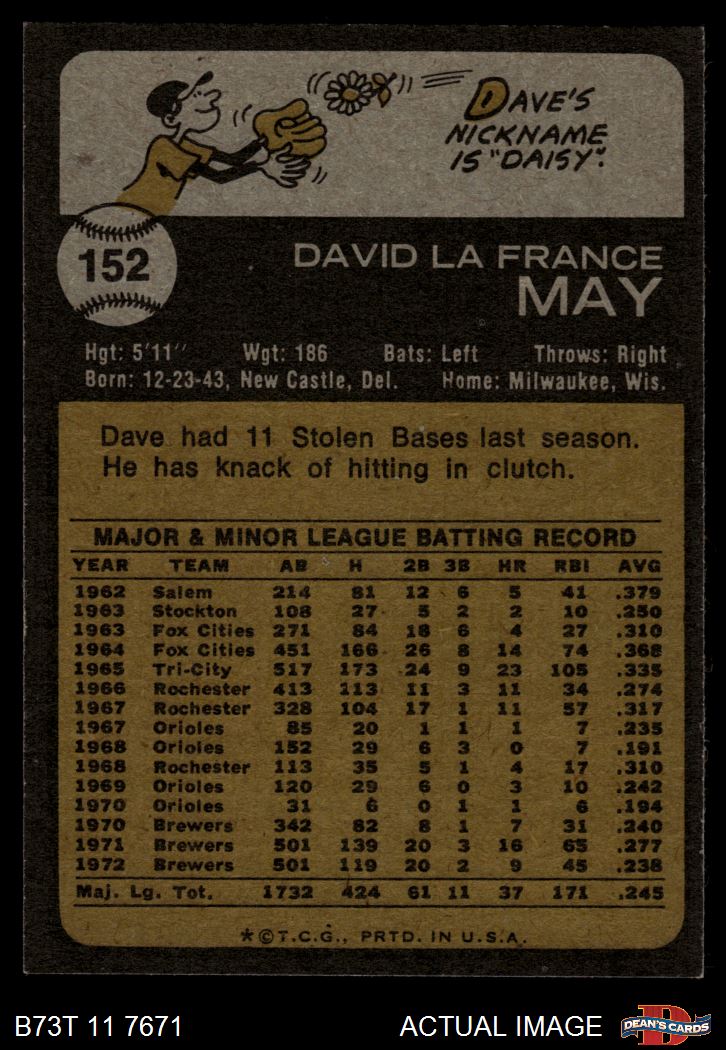 DAVE'S
NICKNAME
IS "DAISY".
152
DAVID LA FRANCE
MAY
Hgt: 5'11" Wgt: 186 Bats: Left Throws: Right
Born: 12-23-43, New Castle, Del. Home: Milwaukee, Wis.
Dave had 11 Stolen Bases last season.
He has knack of hitting in clutch.
MAJOR & MINOR LEAGUE BATTING RECORD
YEAR TEAM AB H 2B 3B HR RBI AVG
1962 Salem 214 81 12 6 5 41 .379
1963 Stockton 108 27 5 2 2 10 .250
1963 Fox Cities 271 84 18 6 4 27 .310
1964 Fox Cities 451 166 26 8 14 74 .368
1965 Tri-City 517 173 24 9 23 105 .335
1966 Rochester 413 113 11 3 11 34 .274
1967 Rochester 328 104 17 1 11 57 .317
1967 Orioles 85 20 1 1 1 7 .235
1968 Orioles 152 29 6 3 0 7 .191
1968 Rochester 113 35 5 1 4 17 .310
1969 Orioles 120 29 6 0 3 10 .242
1970 Orioles 31 6 0 1 1 6 .194
1970 Brewers 342 82 8 1 7 31 .240
1971 Brewers 501 139 20 3 16 65 .277
1972 Brewers 501 119 20 2 9 45 .238
Maj. Lg. Tot. 1732 424 61 11 37 171 .245
*©T.C.G., PRTD. IN U.S.A.
B73T 11 7671 ACTUAL IMAGE
D
DEAN'S CARDS